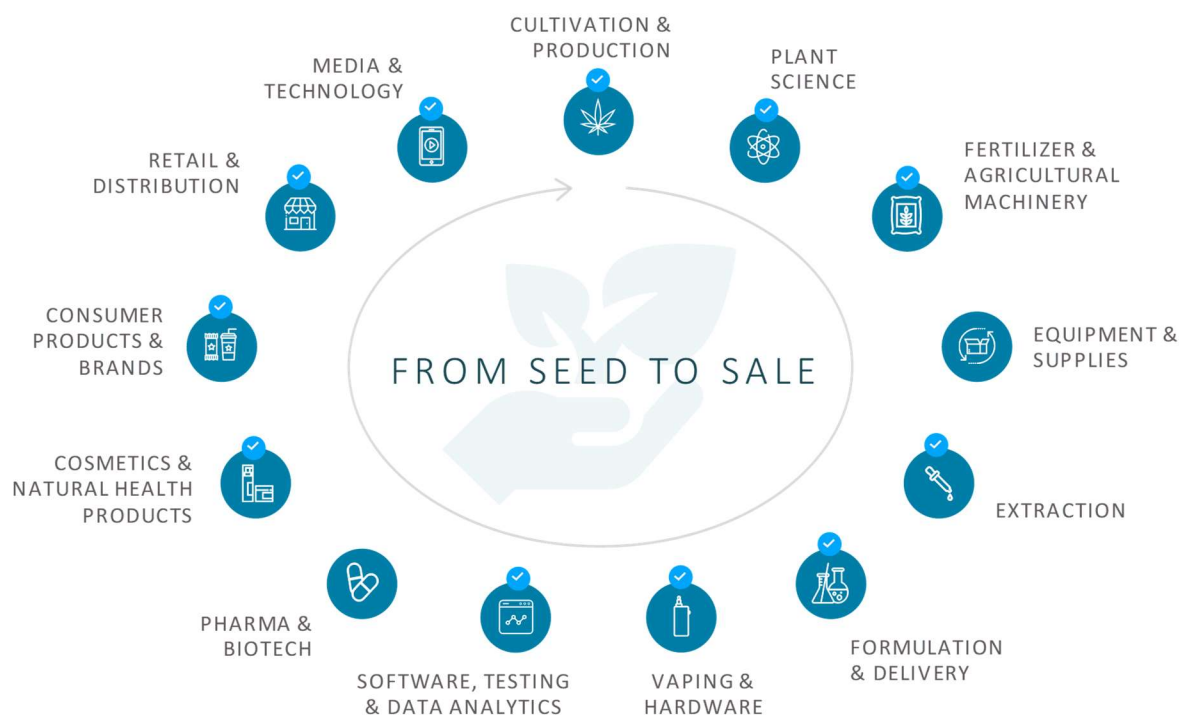 CULTIVATION &
PRODUCTION
PLANT
SCIENCE
FERTILIZER &
AGRICULTURAL
MACHINERY
EQUIPMENT &
SUPPLIES
EXTRACTION
FORMULATION
& DELIVERY
VAPING &
HARDWARE
SOFTWARE, TESTING
& DATA ANALYTICS
PHARMA &
BIOTECH
COSMETICS &
NATURAL HEALTH
PRODUCTS
CONSUMER
PRODUCTS &
BRANDS
RETAIL &
DISTRIBUTION
MEDIA &
TECHNOLOGY
FROM SEED TO SALE